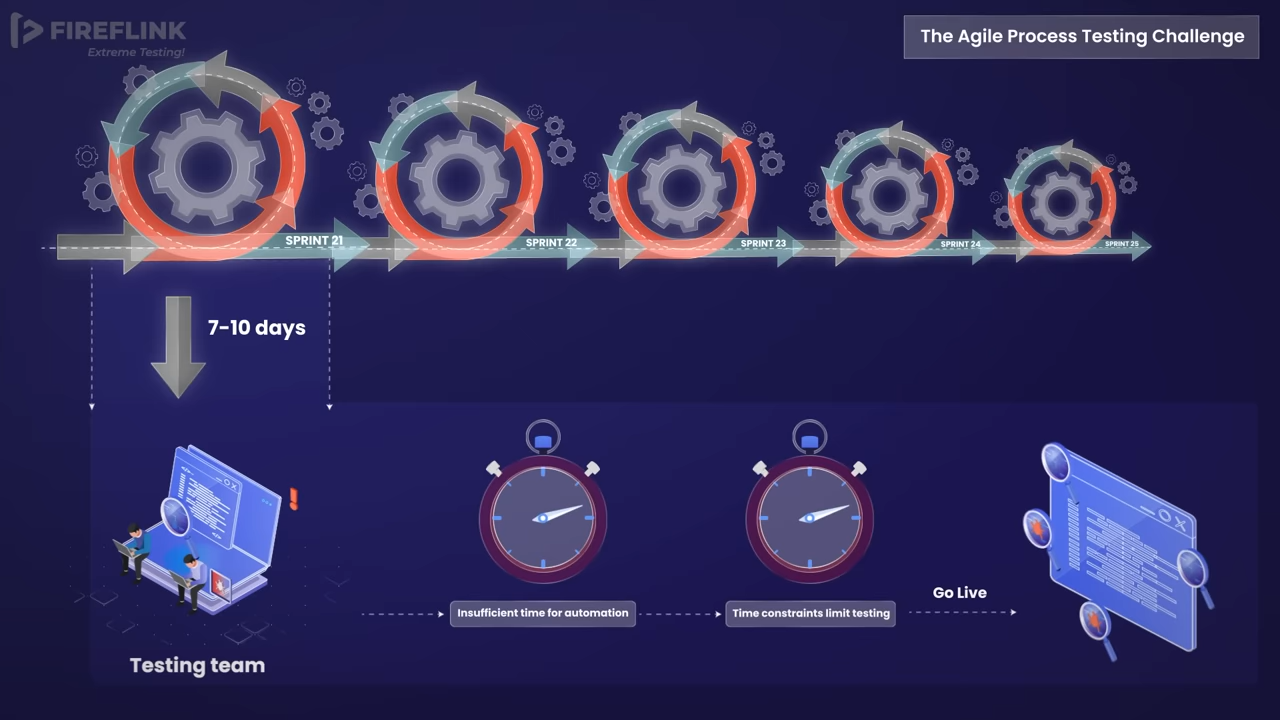 FIREFLINK
Extreme Testing!
The Agile Process Testing Challenge
SPRINT 21
SPRINT 22
SPRINT 23
SPRINT 24
SPRINT 25
7-10 days
Insufficient time for automation
Time constraints limit testing
Go Live
Testing team